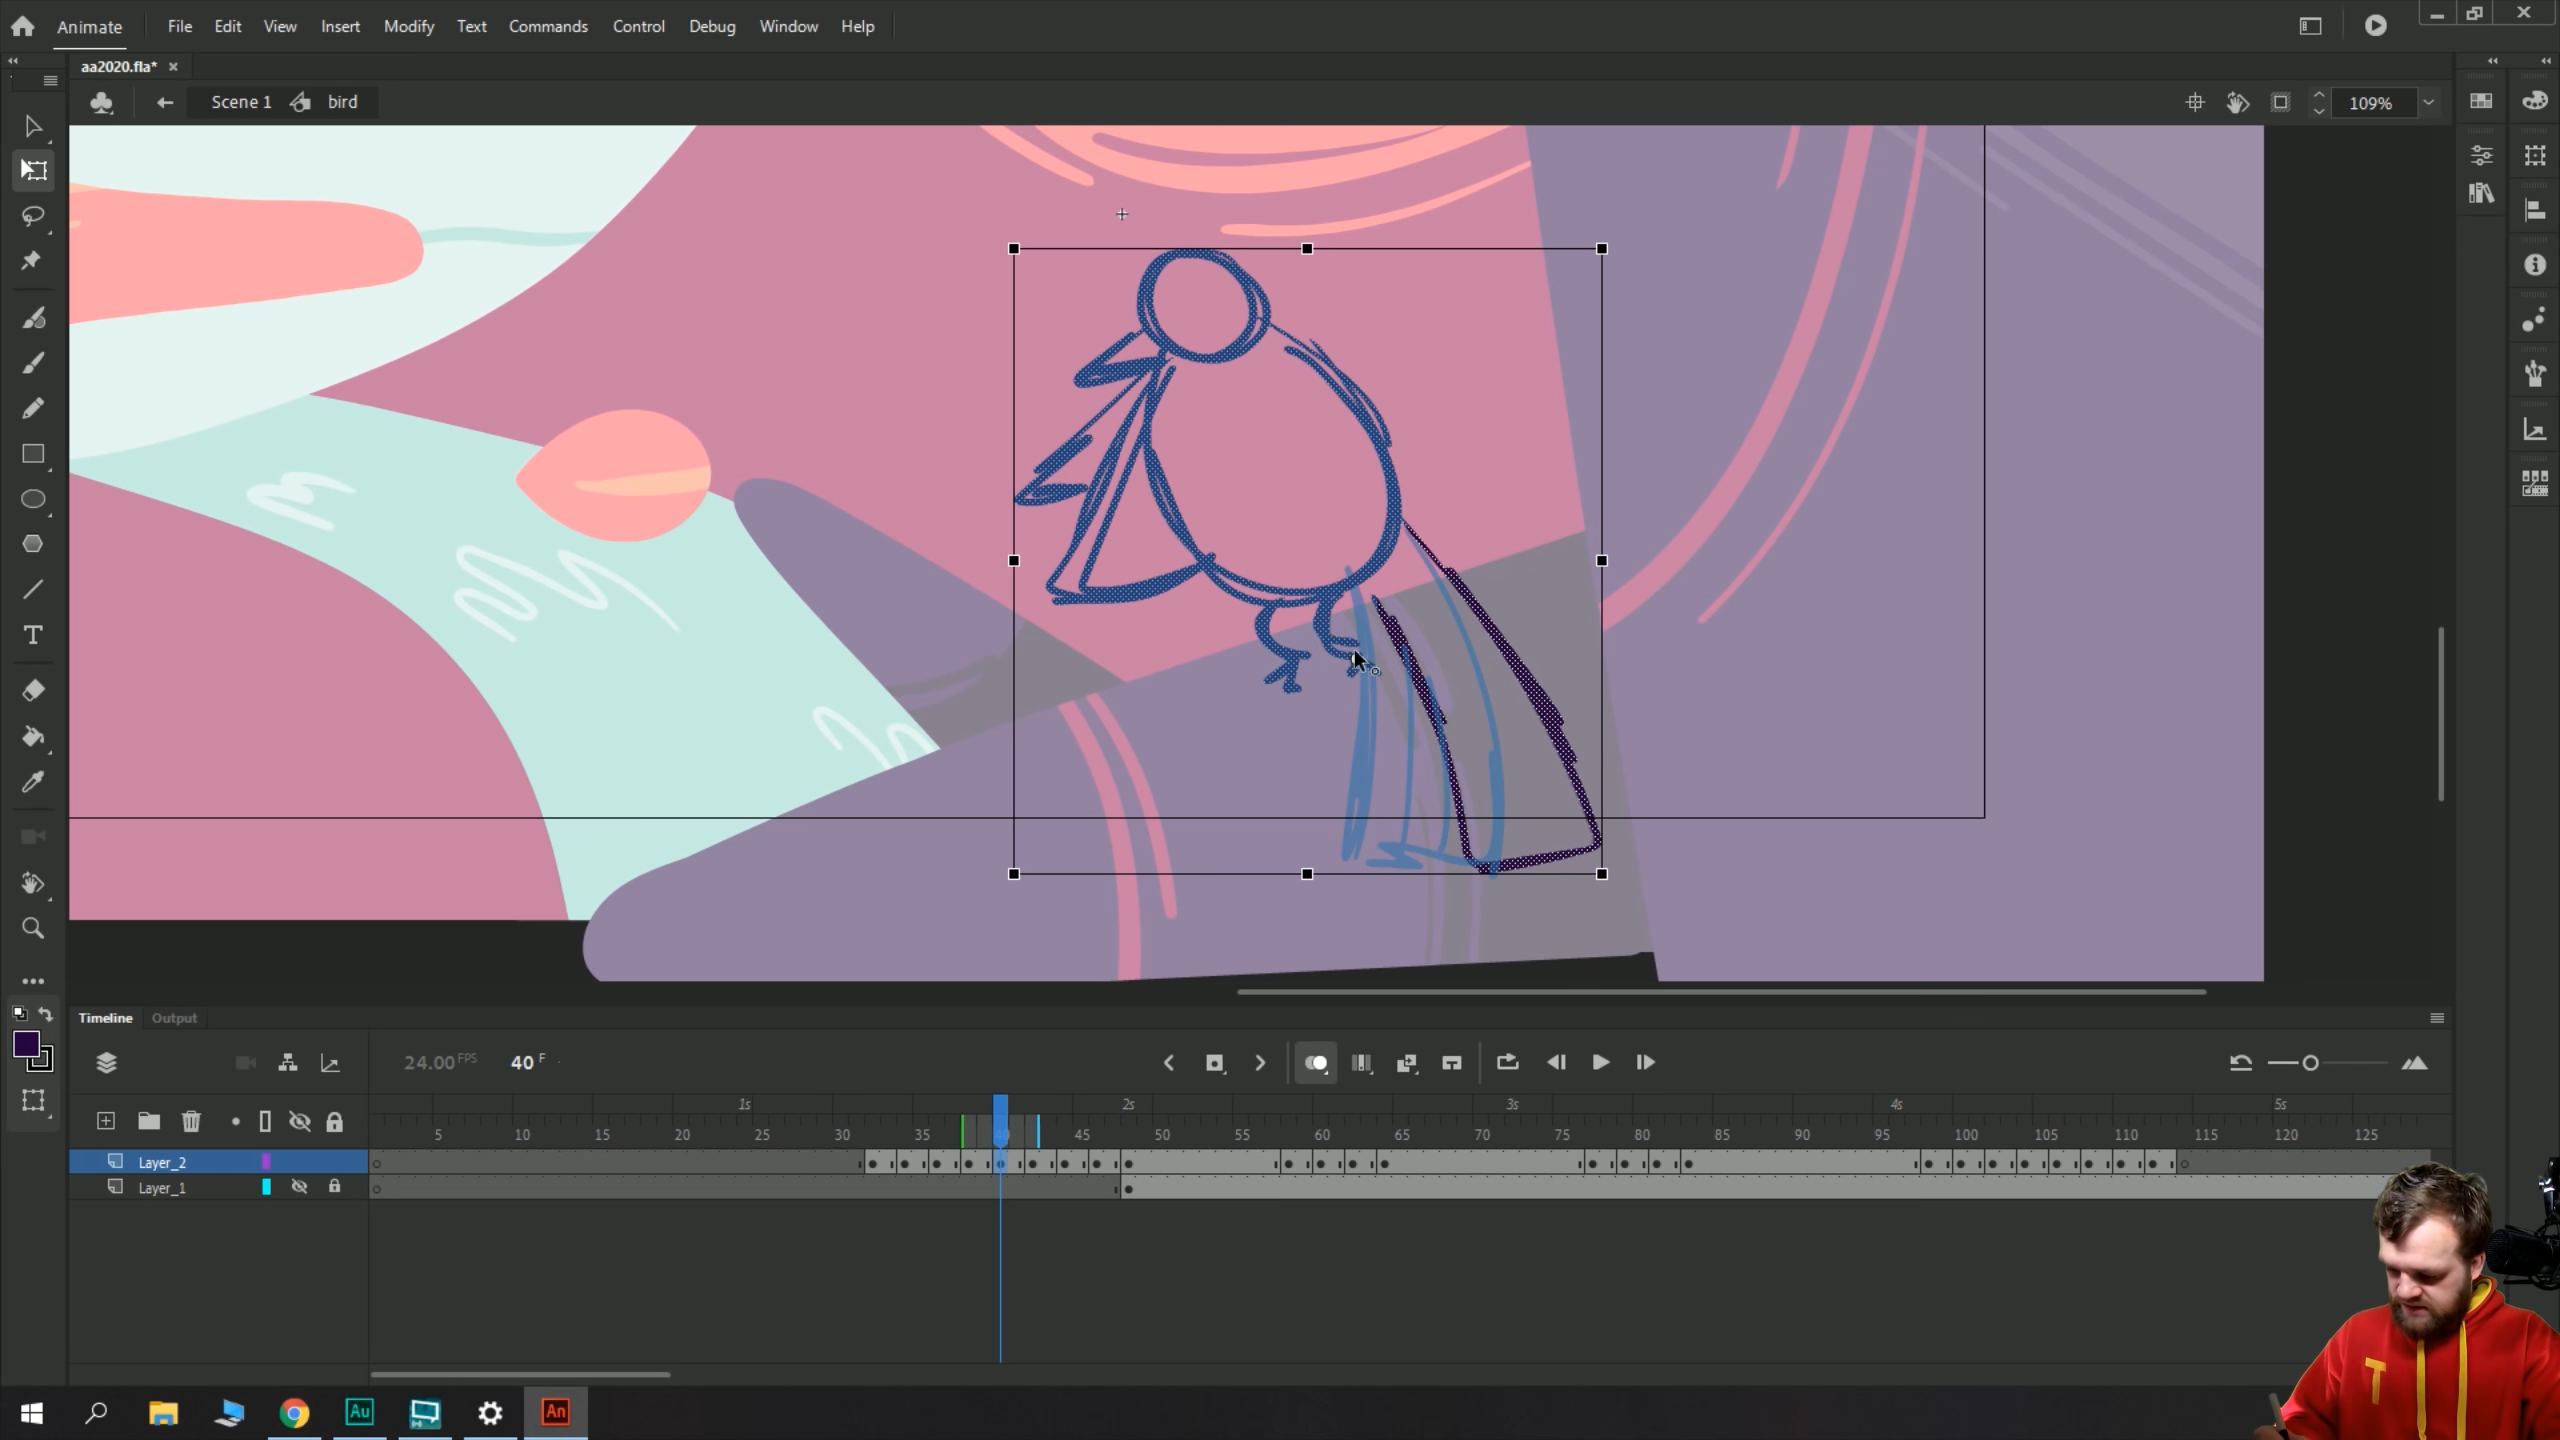 Animate File Edit View Insert Modify Text Commands Control Debug Window Help
aa2020.fla*
Scene 1 bird 109%
T
Timeline Output
24.00 FPS 40 F
1s 2s 3s 4s 5s
5 10 15 20 25 30 35 40 45 50 55 60 65 70 75 80 85 90 95 100 105 110 115 120 125
Layer_2
Layer_1
T
Au An